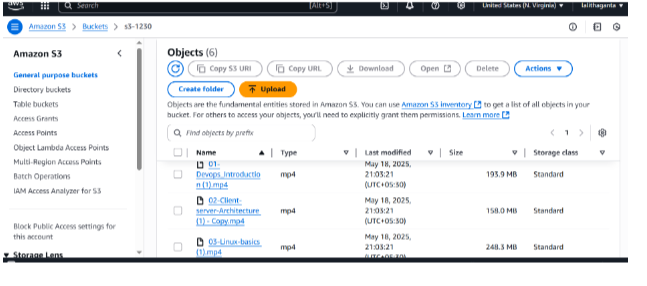 aws
Search
[Alt+S]
United States (N. Virginia) ▼
lalithaganta ▼
Amazon S3 > Buckets > s3-1230
Amazon S3
General purpose buckets
Directory buckets
Table buckets
Access Grants
Access Points
Object Lambda Access Points
Multi-Region Access Points
Batch Operations
IAM Access Analyzer for S3
Block Public Access settings for
this account
▼ Storage Lens
Objects (6)
Copy S3 URI
Copy URL
Download
Open
Delete
Actions ▼
Create folder
Upload
Objects are the fundamental entities stored in Amazon S3. You can use Amazon S3 inventory to get a list of all objects in your
bucket. For others to access your objects, you'll need to explicitly grant them permissions. Learn more
Find objects by prefix
< 1 >
Name ▲ | Type ▼ | Last modified ▼ | Size ▼ | Storage class ▼
01-
Devops_Introductio
n (1).mp4
mp4
May 18, 2025,
21:03:21
(UTC+05:30)
193.9 MB
Standard
02-Client-
server-Architecture
(1) - Copy.mp4
mp4
May 18, 2025,
21:03:21
(UTC+05:30)
158.0 MB
Standard
03-Linux-basics
(1).mp4
mp4
May 18, 2025,
21:03:21
(UTC+05:30)
248.3 MB
Standard